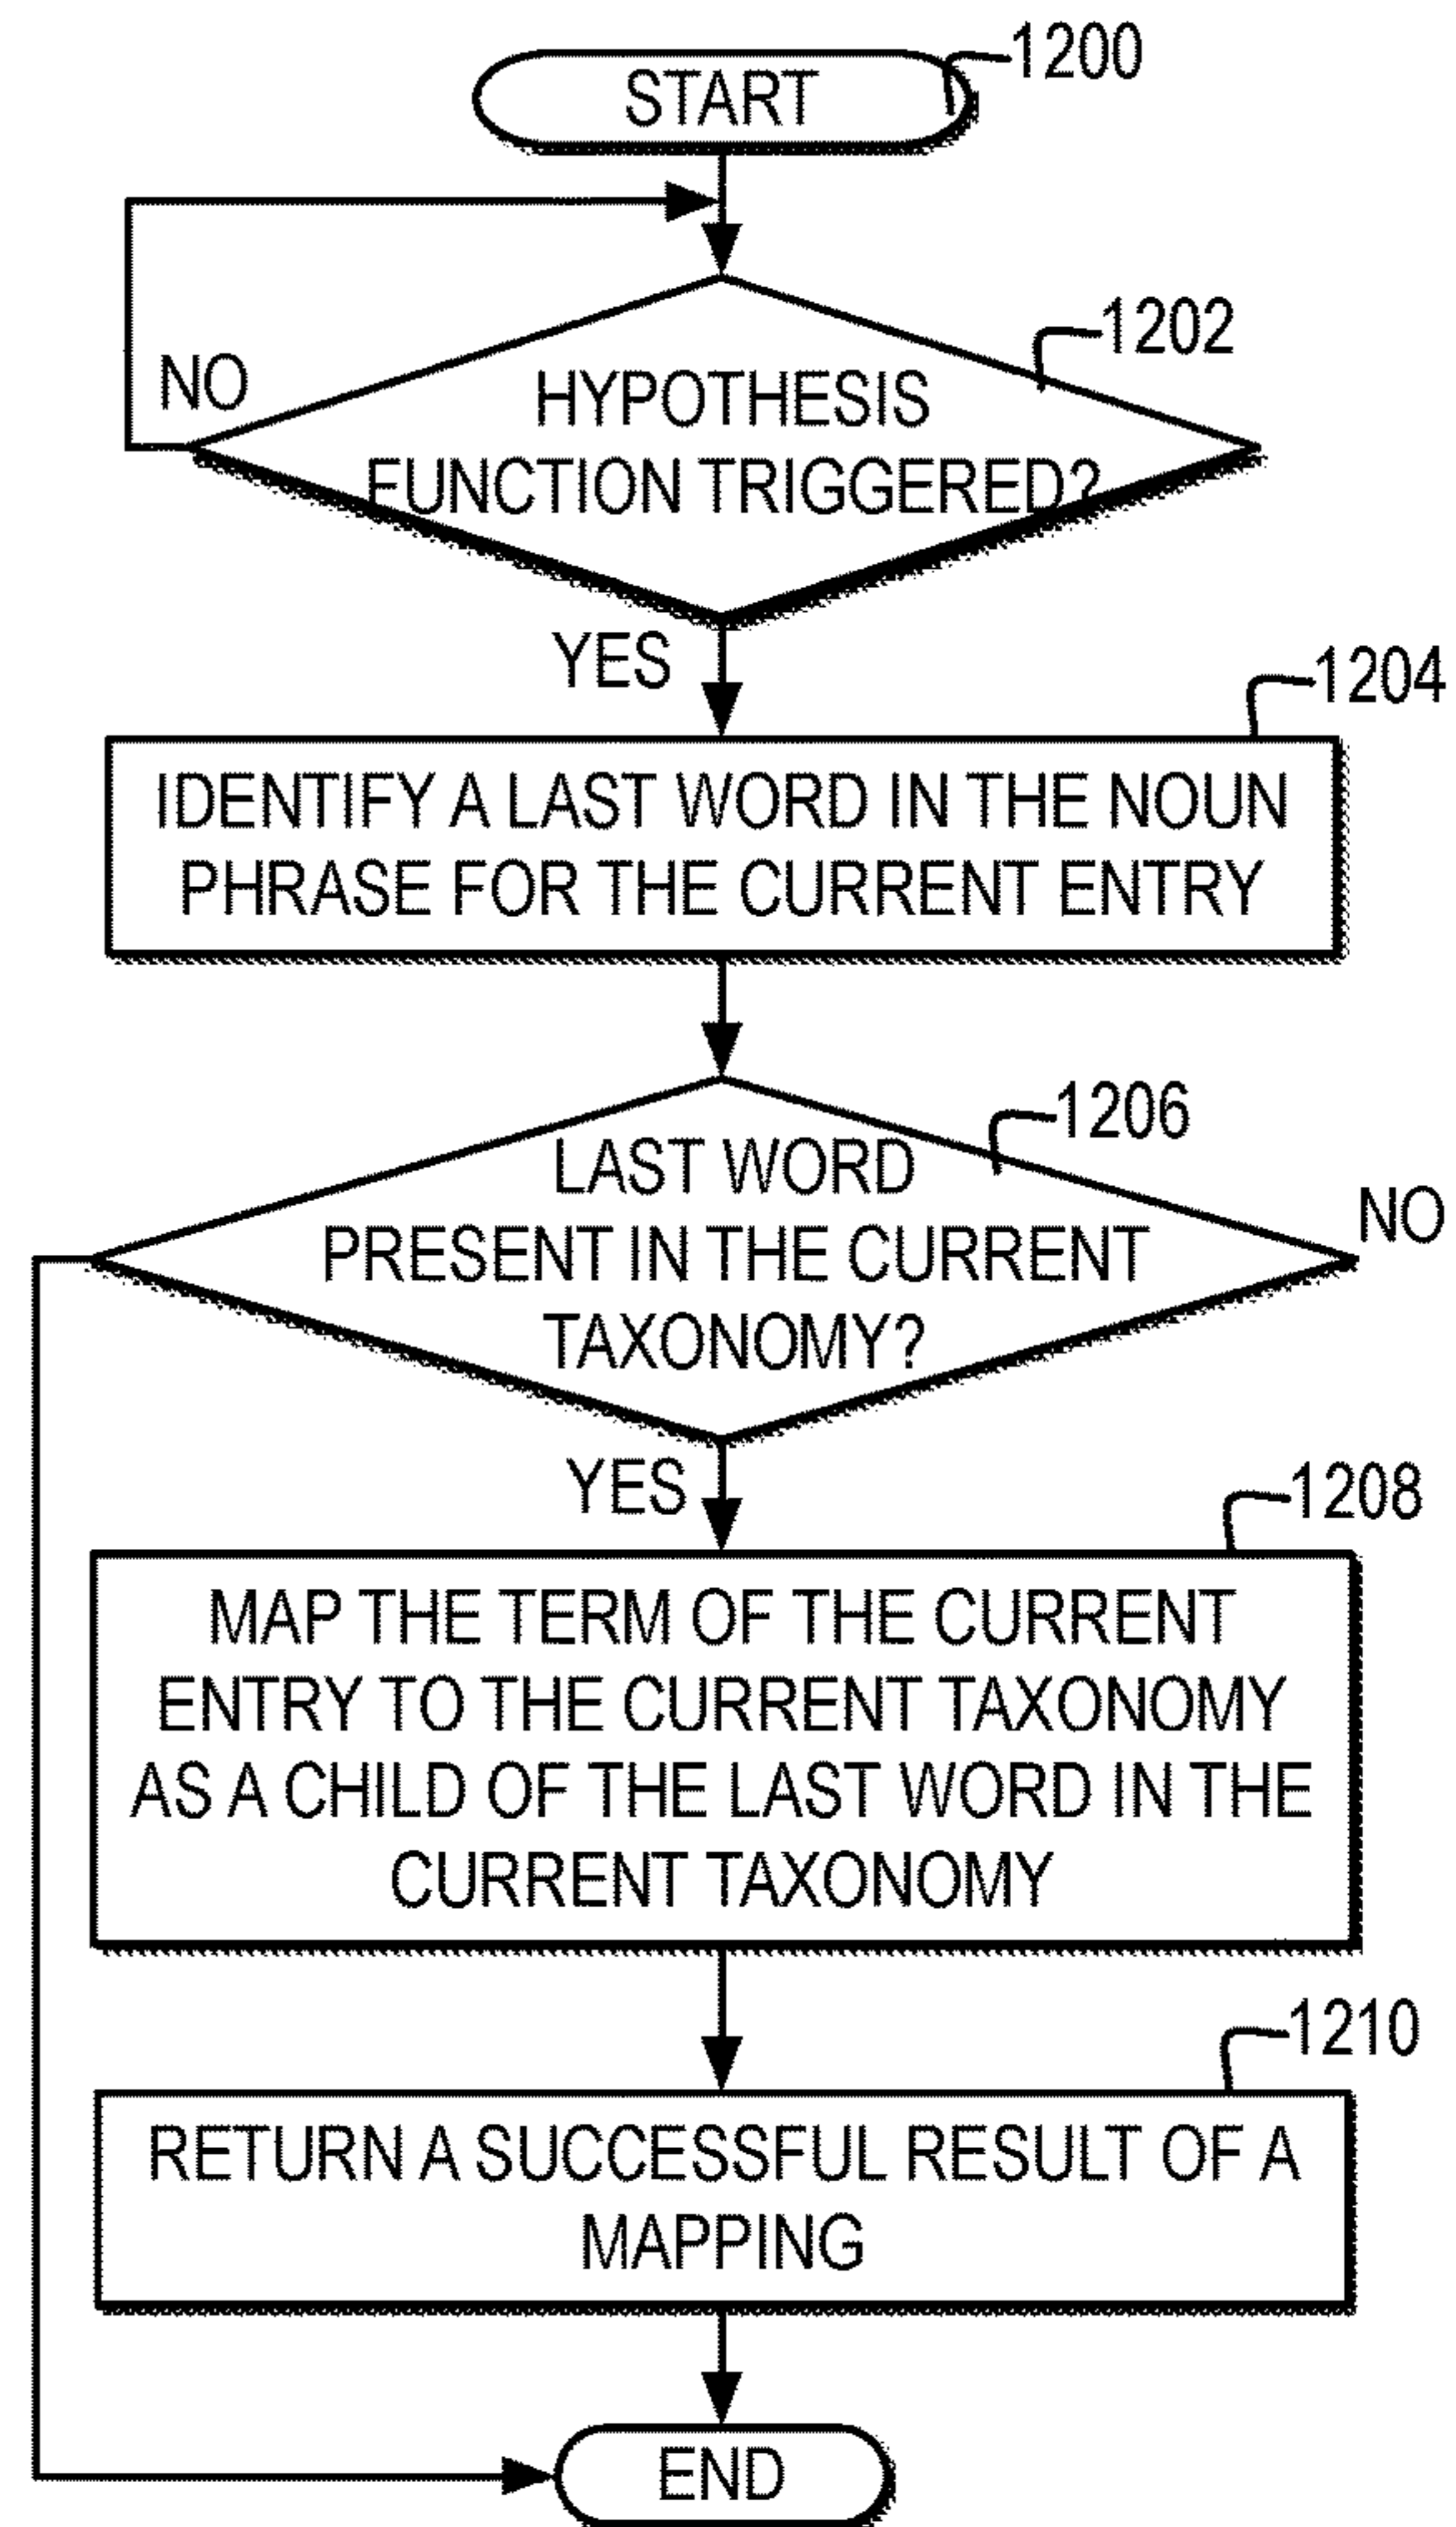 START
1200
1202
NO
HYPOTHESIS
FUNCTION TRIGGERED?
YES
1204
IDENTIFY A LAST WORD IN THE NOUN
PHRASE FOR THE CURRENT ENTRY
1206
LAST WORD
PRESENT IN THE CURRENT
TAXONOMY?
NO
YES
1208
MAP THE TERM OF THE CURRENT
ENTRY TO THE CURRENT TAXONOMY
AS A CHILD OF THE LAST WORD IN THE
CURRENT TAXONOMY
1210
RETURN A SUCCESSFUL RESULT OF A
MAPPING
END